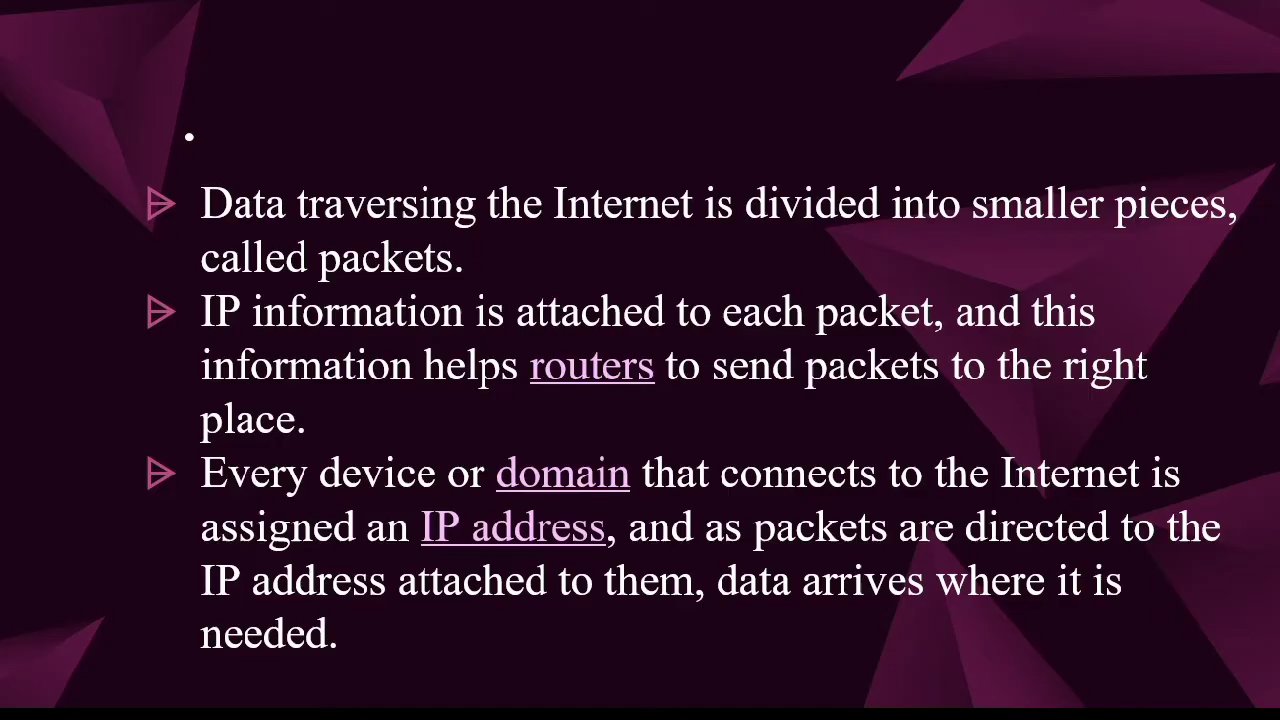 .
Data traversing the Internet is divided into smaller pieces,
called packets.
IP information is attached to each packet, and this
information helps routers to send packets to the right
place.
Every device or domain that connects to the Internet is
assigned an IP address, and as packets are directed to the
IP address attached to them, data arrives where it is
needed.